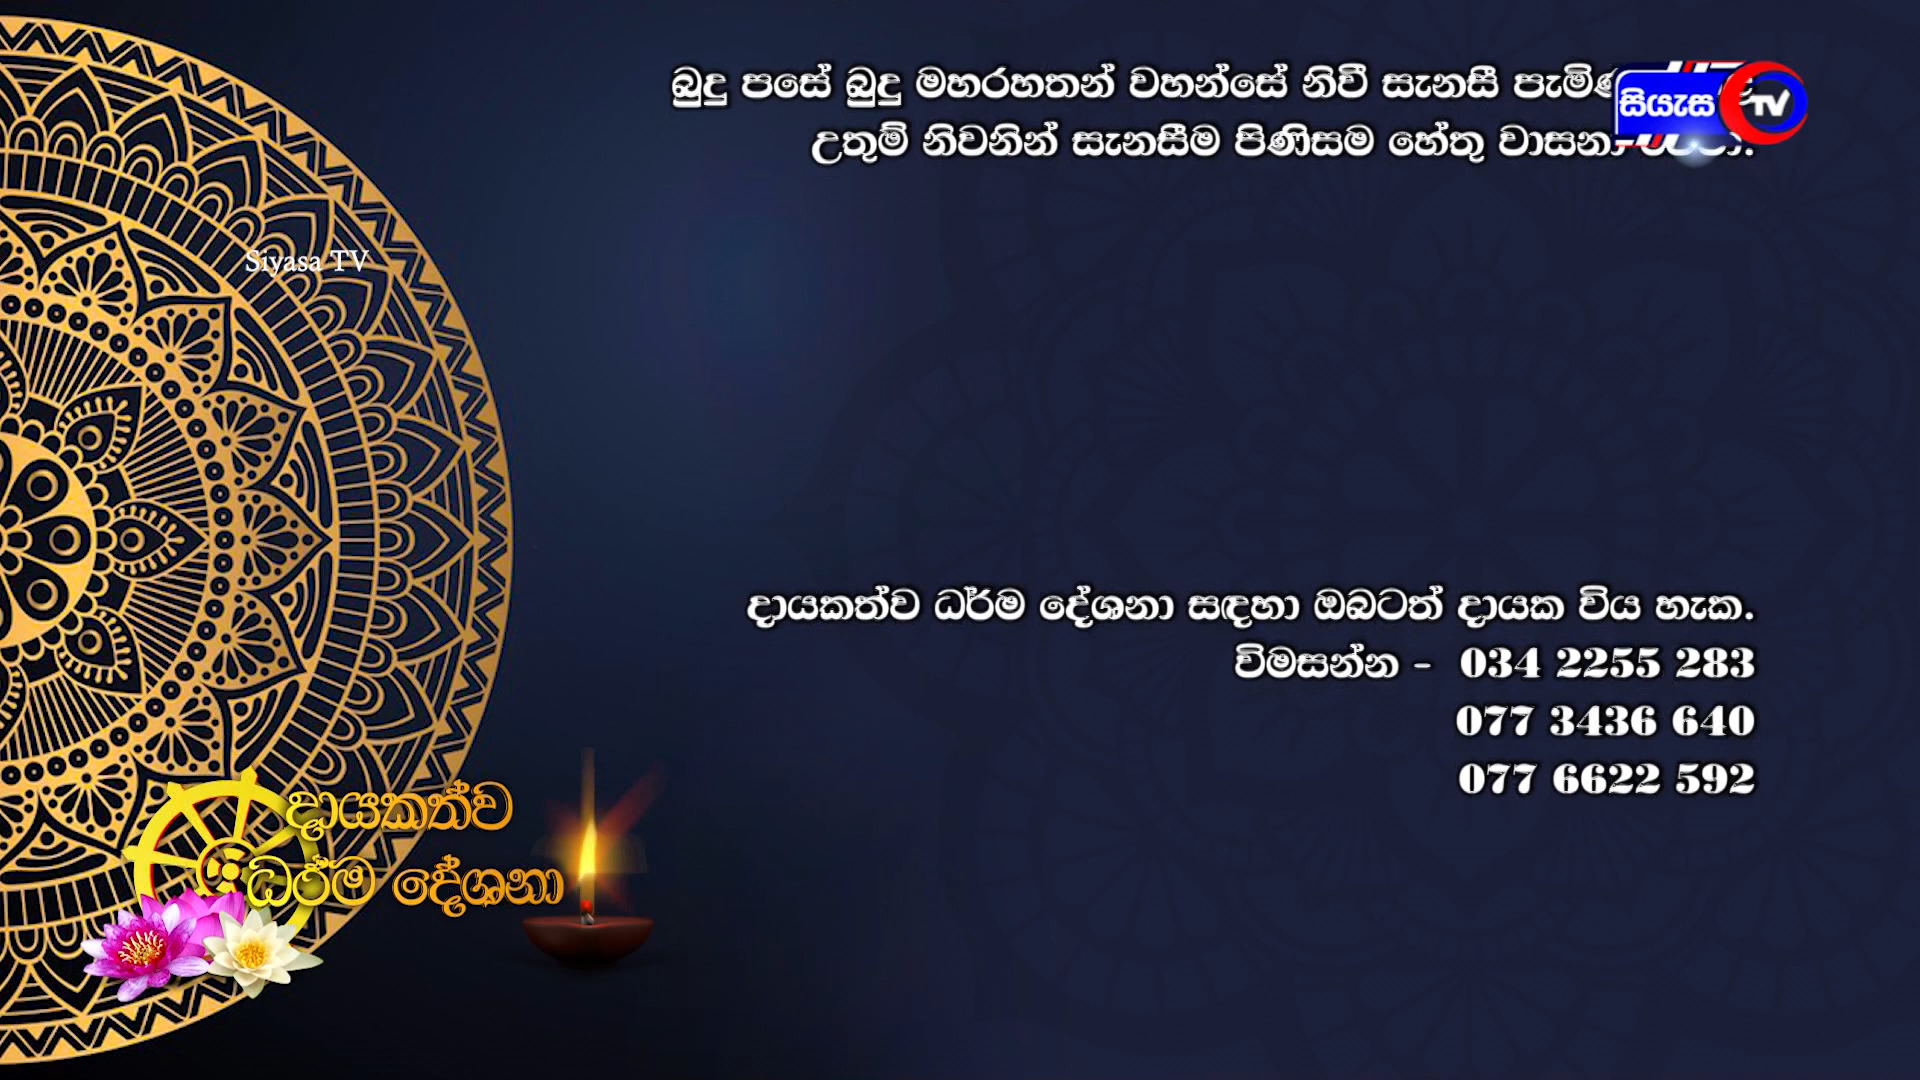 බුදු පසේ බුදු මහරහතන් වහන්සේ නිවී සැනසී
උතුම් නිවනින් සැනසීම පිණිසම හේතු වාසනා
සියැස TV
Siyasa TV
දායකත්ව ධර්ම දේශනා සඳහා ඔබටත් දායක විය හැක.
විමසන්න - 034 2255 283
077 3436 640
077 6622 592
දායකත්ව
ධර්ම දේශනා